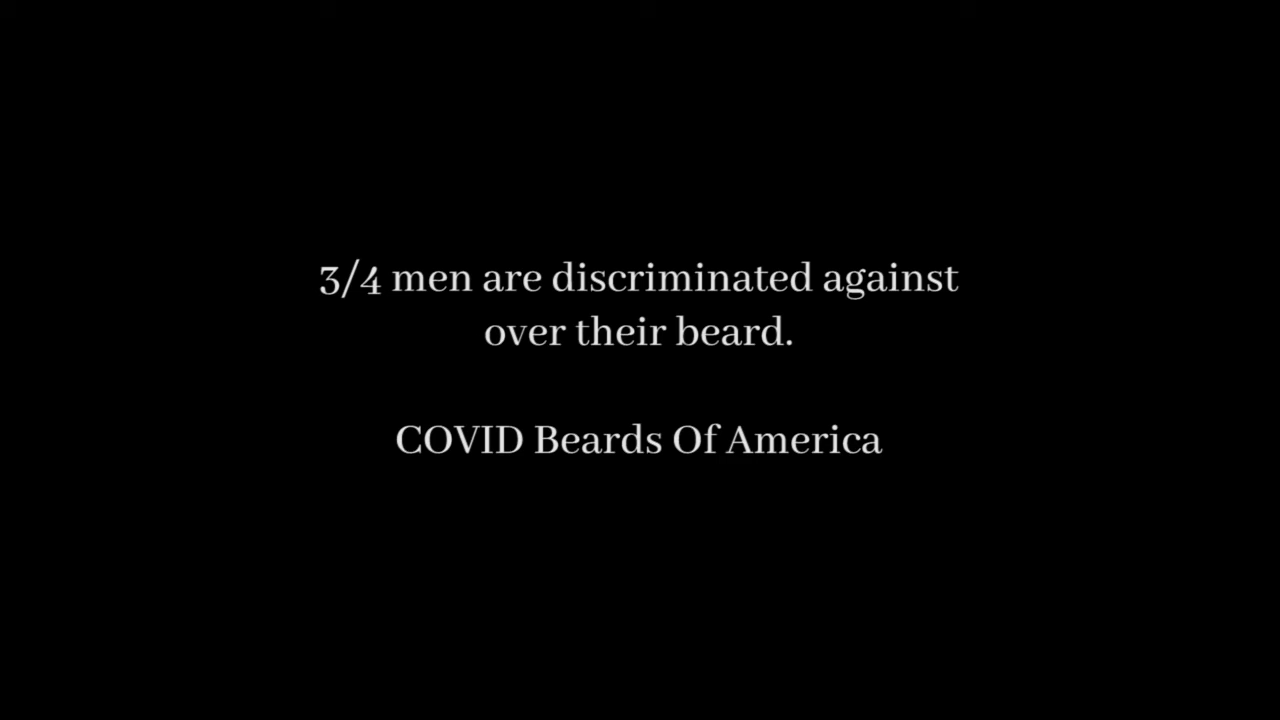 3/4 men are discriminated against
over their beard.
COVID Beards Of America